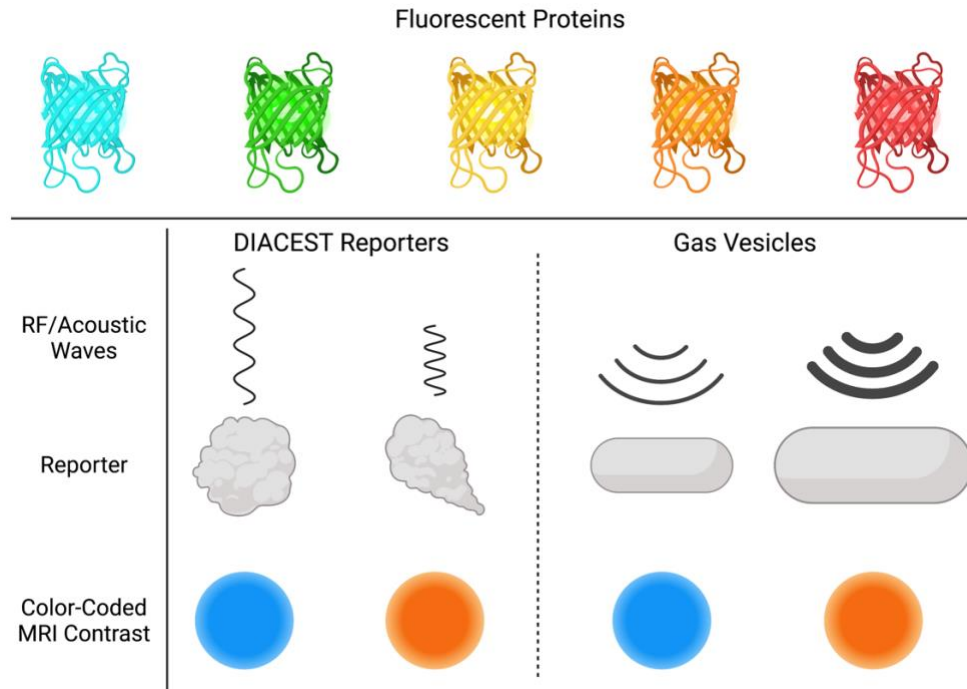 Fluorescent Proteins
DIACEST Reporters
Gas Vesicles
RF/Acoustic
Waves
Reporter
Color-Coded
MRI Contrast